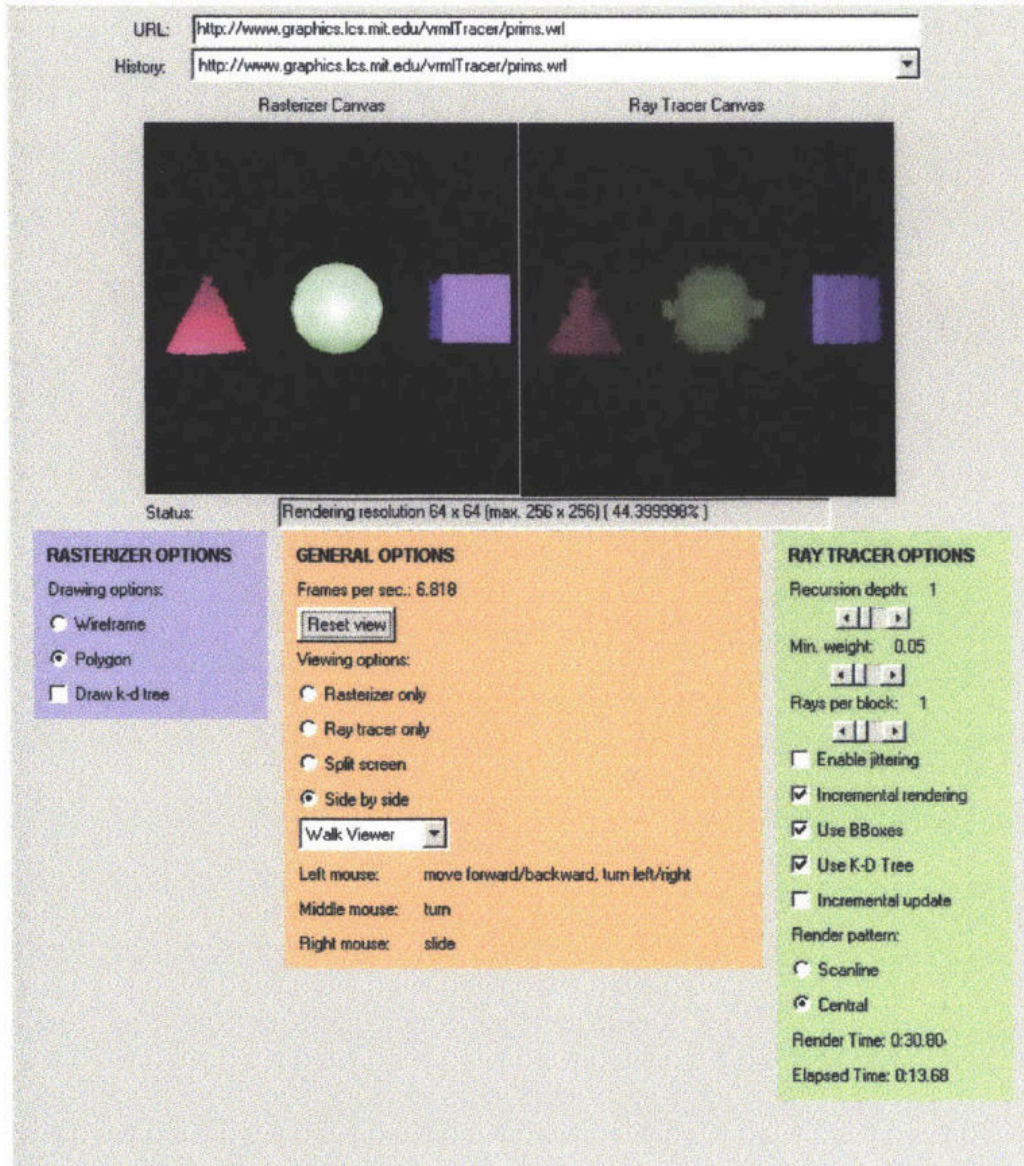 URL: http://www.graphics.lcs.mit.edu/vrmlTracer/prims.wrl
History: http://www.graphics.lcs.mit.edu/vrmlTracer/prims.wrl
Rasterizer Canvas
Ray Tracer Canvas
Status: Rendering resolution 64 x 64 (max. 256 x 256) ( 44.399998% )
RASTERIZER OPTIONS
Drawing options:
Wireframe
Polygon
Draw k-d tree
GENERAL OPTIONS
Frames per sec.: 6.818
Reset view
Viewing options:
Rasterizer only
Ray tracer only
Split screen
Side by side
Walk Viewer
Left mouse: move forward/backward, turn left/right
Middle mouse: turn
Right mouse: slide
RAY TRACER OPTIONS
Recursion depth: 1
Min. weight: 0.05
Rays per block: 1
Enable jittering
Incremental rendering
Use BBoxes
Use K-D Tree
Incremental update
Render pattern:
Scanline
Central
Render Time: 0:30.80
Elapsed Time: 0:13.68